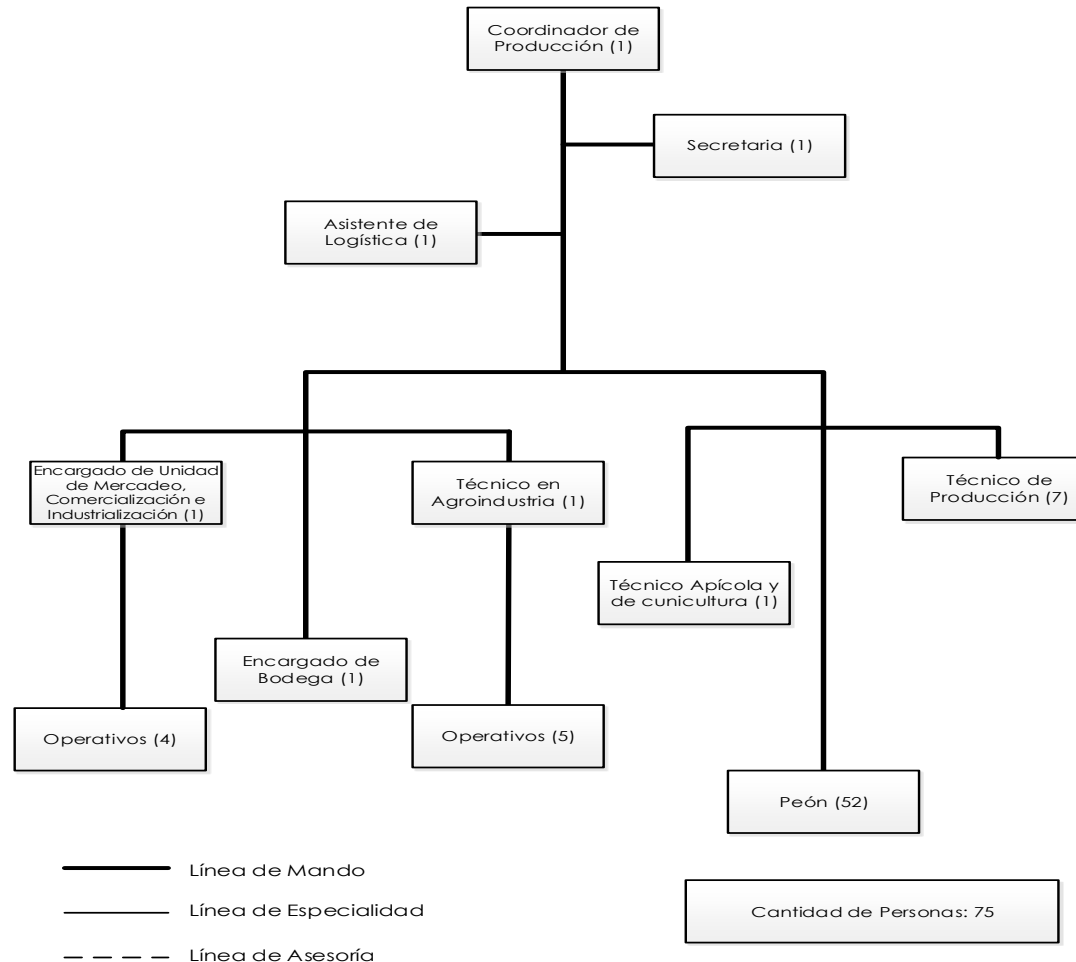 Coordinador de
Producción (1)
Secretaria (1)
Asistente de
Logística (1)
Encargado de Unidad
de Mercadeo,
Comercialización e
Industrialización (1)
Técnico en
Agroindustria (1)
Técnico de
Producción (7)
Técnico Apícola y
de cunicultura (1)
Encargado de
Bodega (1)
Operativos (4)
Operativos (5)
Peón (52)
Línea de Mando
Línea de Especialidad
Línea de Asesoría
Cantidad de Personas: 75